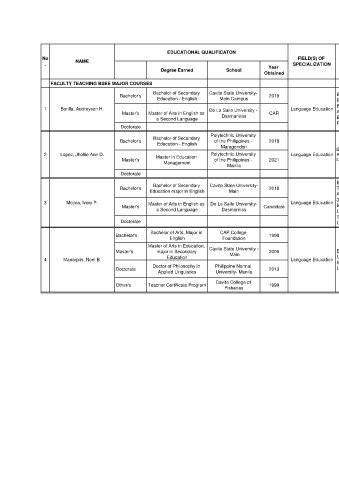 No
.
NAME
EDUCATIONAL QUALIFICATION
FIELD(S) OF
SPECIALIZATION
Degree Earned
School
Year
Obtained
FACULTY TEACHING BSEE MAJOR COURSES
1
Bonilla, Audreyson H.
Bachelor's
Bachelor of Secondary
Education - English
Cavite State University-
Main Campus
2018
Master's
Master of Arts in English as
a Second Language
De La Salle University -
Dasmariñas
CAR
Doctorate
Language Education
2
Lopez, Jhollie Ann D.
Bachelor's
Bachelor of Secondary
Education - English
Polytechnic University
of the Philippines -
Maragondon
2018
Master's
Master in Education
Management
Polytechnic University
of the Philippines -
Manila
2021
Doctorate
Language Education
3
Mojica, Ivory P.
Bachelor's
Bachelor of Secondary
Education major in English
Cavite State University-
Main
2018
Master's
Master of Arts in English as
a Second Language
De La Salle University-
Dasmarinas
Candidate
Doctorate
Language Education
4
Manaspis, Noel B.
Bachelor's
Bachelor of Arts, Major in
English
CAP College
Foundation
1998
Master's
Master of Arts in Education,
major in Secondary
Education
Cavite State University -
Main
2006
Doctorate
Doctor of Philosophy in
Applied Linguistics
Philippine Normal
University- Manila
2013
Other/s
Teacher Certificate Program
Cavite College of
Fisheries
1999
Language Education